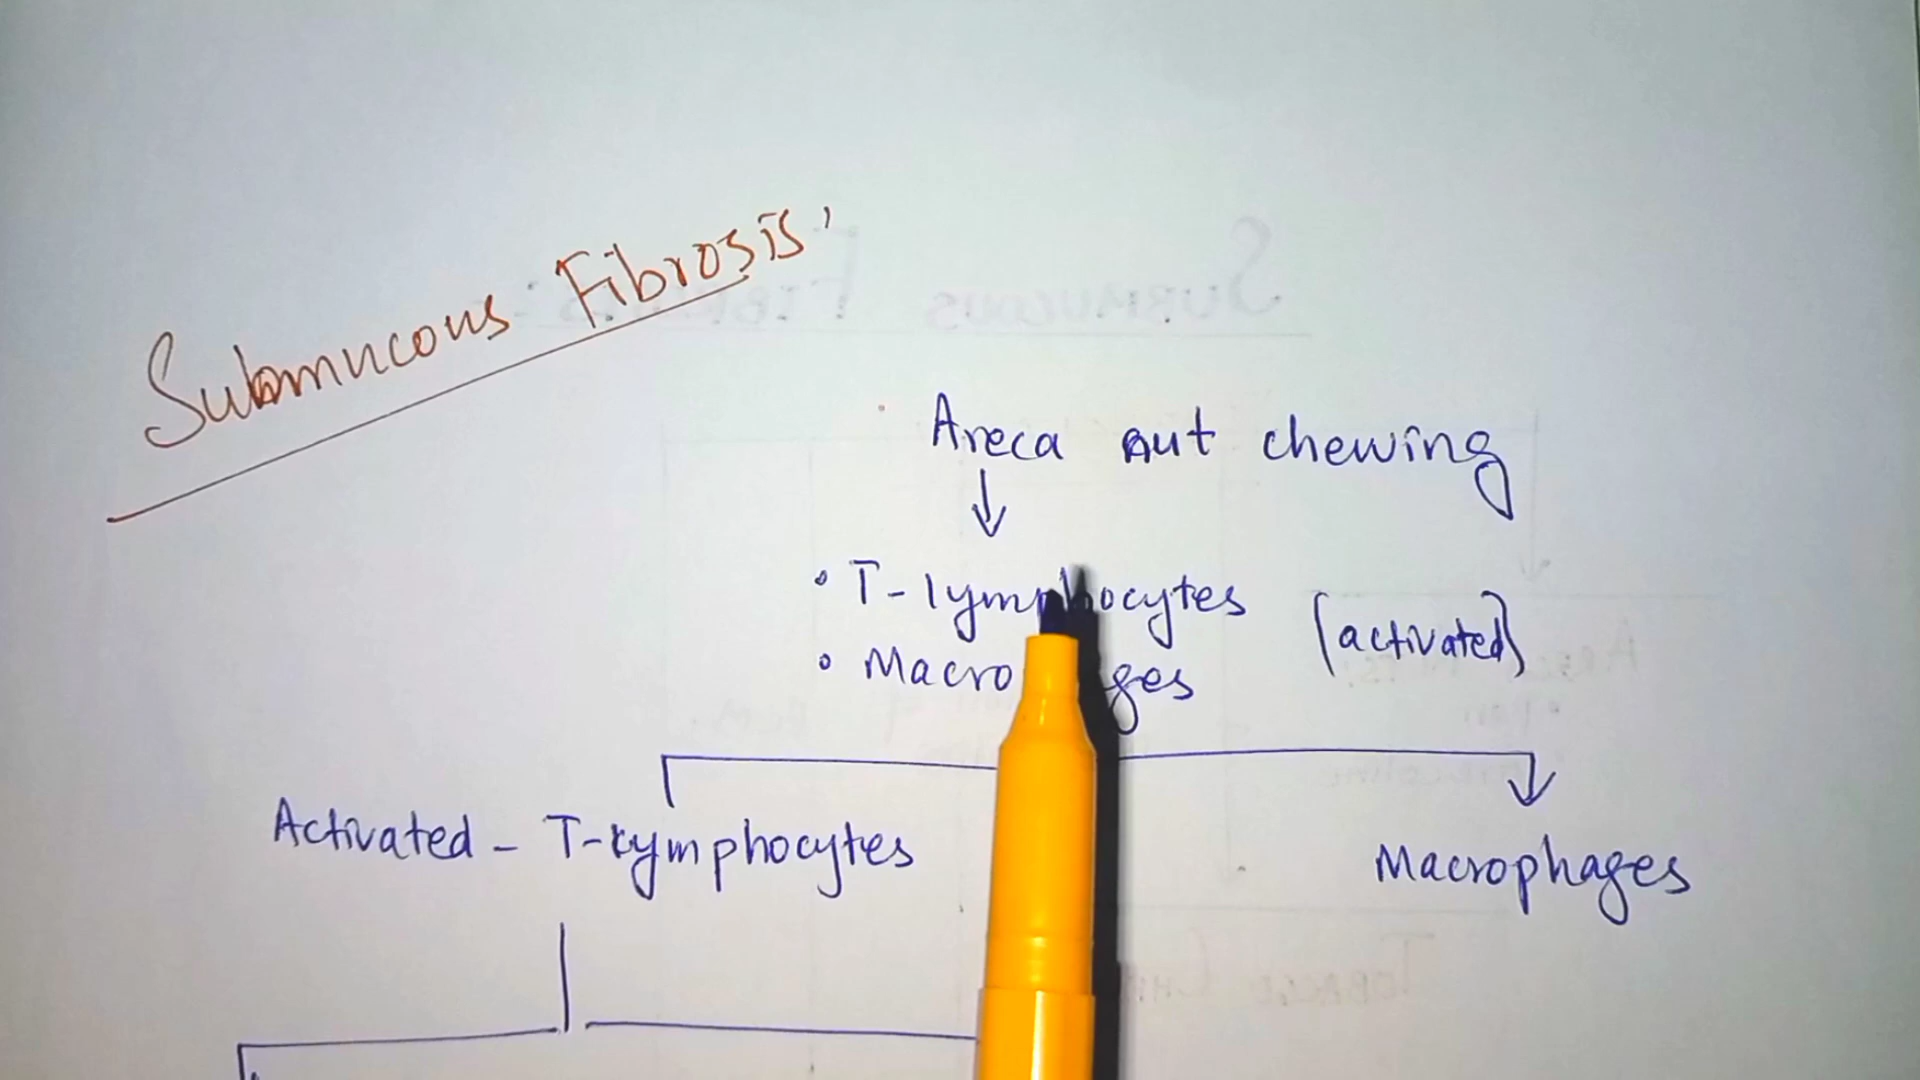 Submucous Fibrosis
Areca nut chewing
• T-lymphocytes
(activated)
• Macrophages
Activated - T-lymphocytes
Macrophages